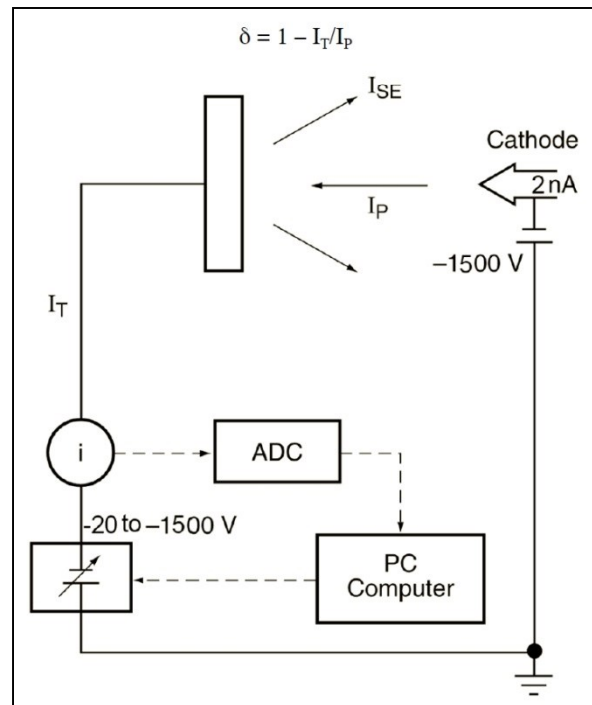 δ = 1 – I_T/I_P
I_SE
Cathode
2 nA
I_P
–1500 V
I_T
i
ADC
-20 to –1500 V
PC
Computer